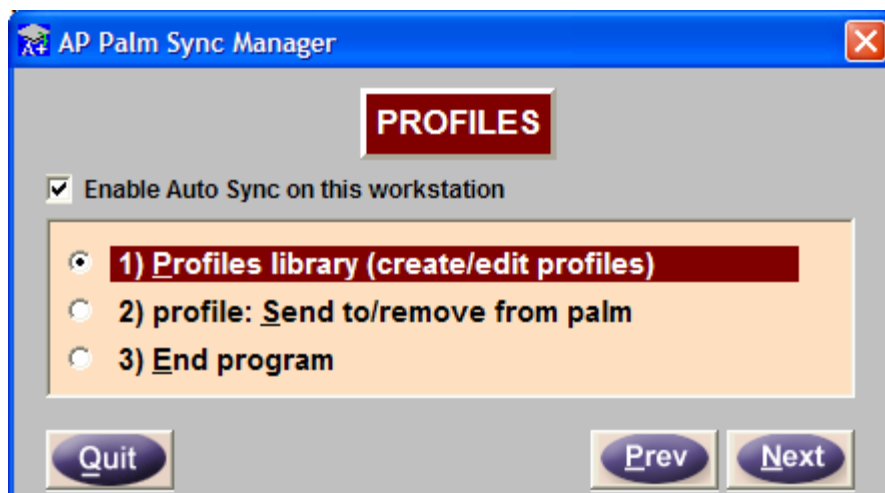 AP Palm Sync Manager
PROFILES
Enable Auto Sync on this workstation
1) Profiles library (create/edit profiles)
2) profile: Send to/remove from palm
3) End program
Quit Prev Next